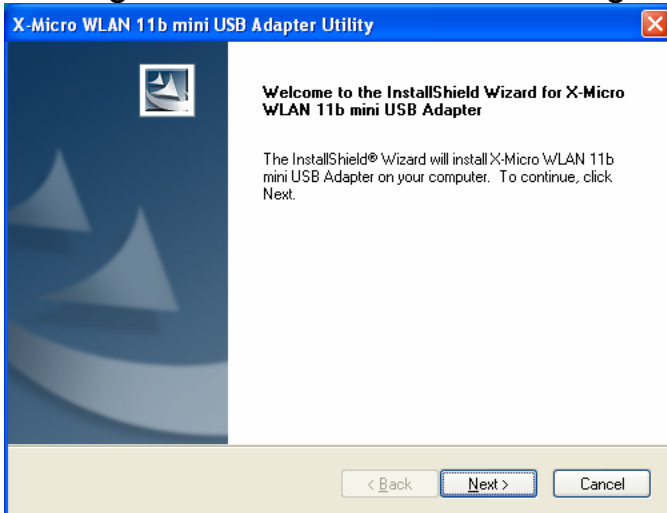 X-Micro WLAN 11b mini USB Adapter Utility
Welcome to the InstallShield Wizard for X-Micro
WLAN 11b mini USB Adapter
The InstallShield® Wizard will install X-Micro WLAN 11b
mini USB Adapter on your computer. To continue, click
Next.
< Back
Next >
Cancel